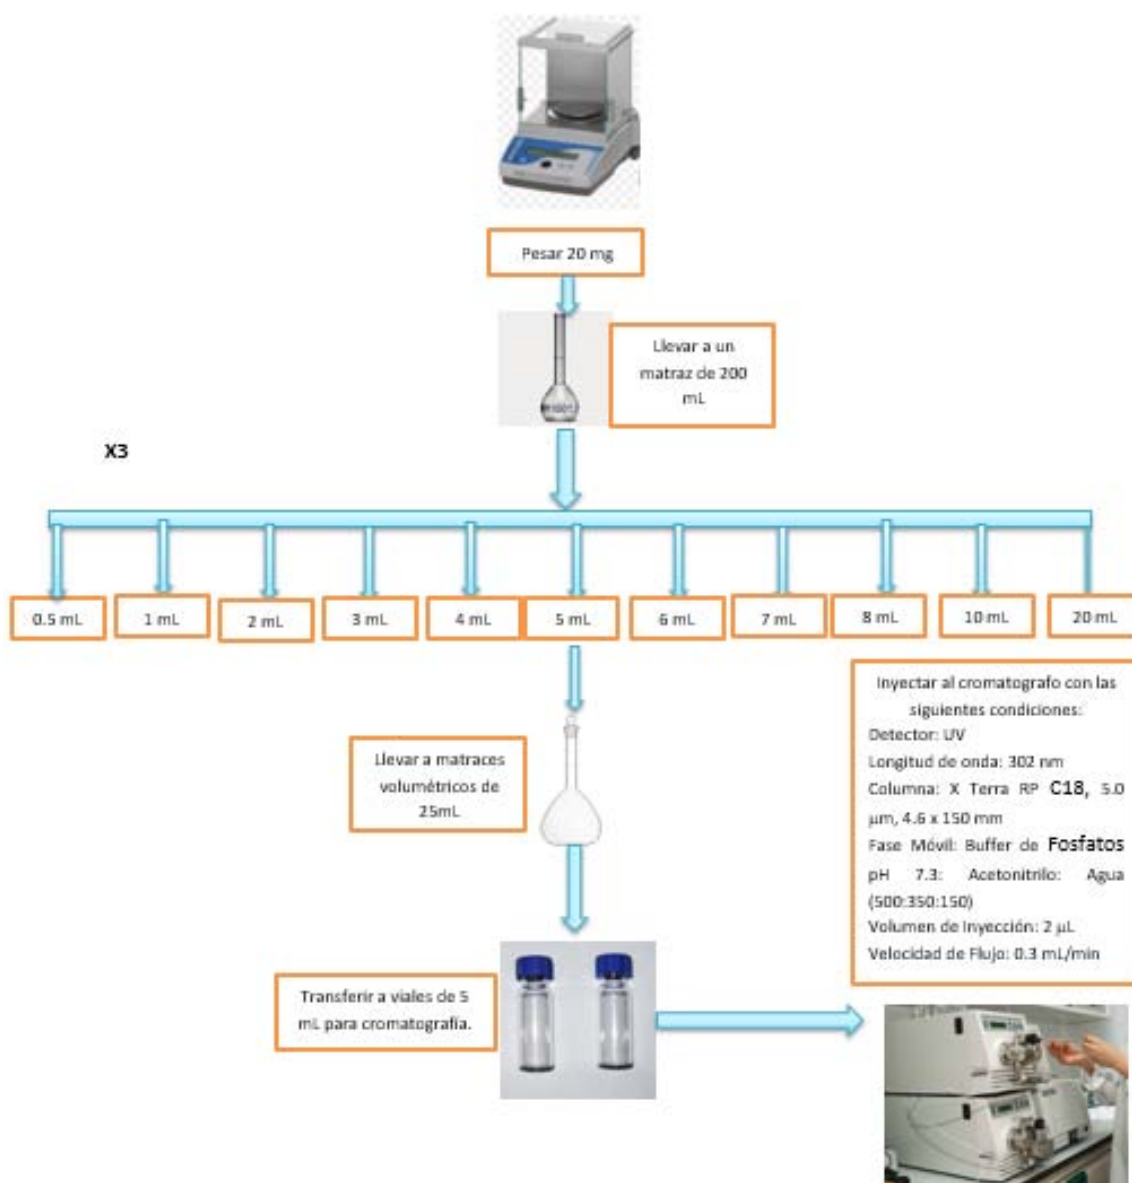 Pesar 20 mg
Llevar a un
matraz de 200
mL
X3
0.5 mL
1 mL
2 mL
3 mL
4 mL
5 mL
6 mL
7 mL
8 mL
10 mL
20 mL
Llevar a matraces
volumétricos de
25mL
Inyectar al cromatografo con las
siguientes condiciones:
Detector: UV
Longitud de onda: 302 nm
Columna: X Terra RP C18, 5.0
μm, 4.6 x 150 mm
Fase Móvil: Buffer de Fosfatos
pH 7.3: Acetonitrilo: Agua
(500:350:150)
Volumen de Inyección: 2 μL
Velocidad de Flujo: 0.3 mL/min
Transferir a viales de 5
mL para cromatografía.